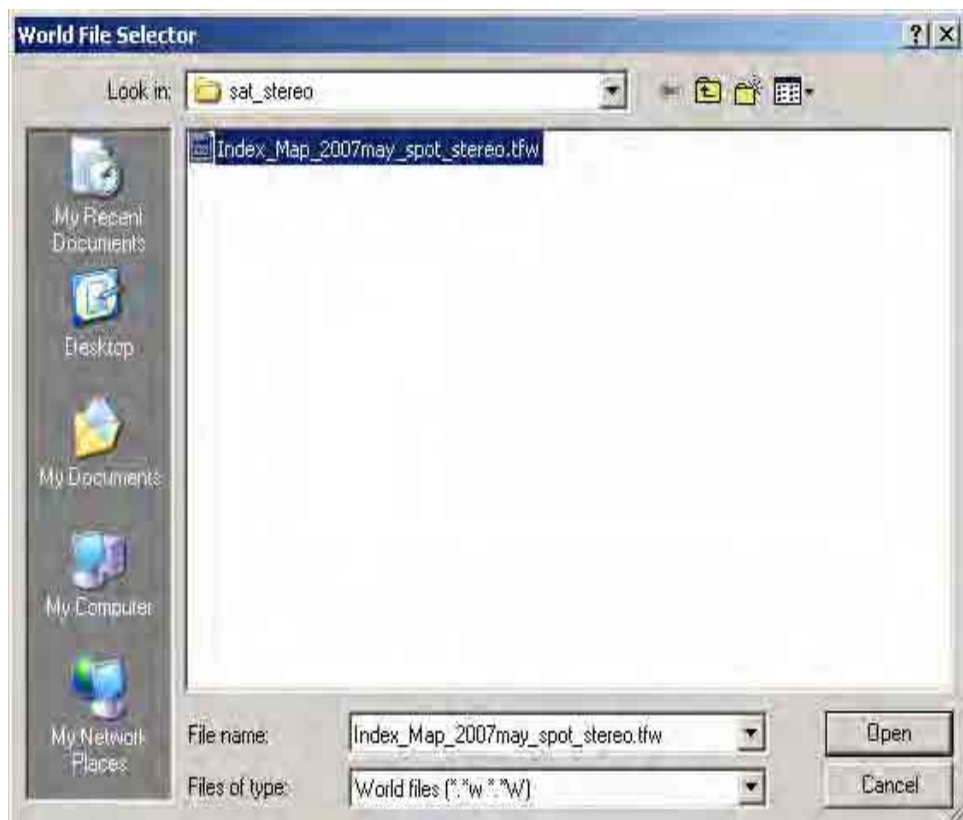 World File Selector
Look in: sat_stereo
Index_Map_2007may_spot_stereo.tfw
My Recent
Documents
Desktop
My Documents
My Computer
My Network
Places
File name: Index_Map_2007may_spot_stereo.tfw Open
Files of type: World files (*.*w *.*W) Cancel